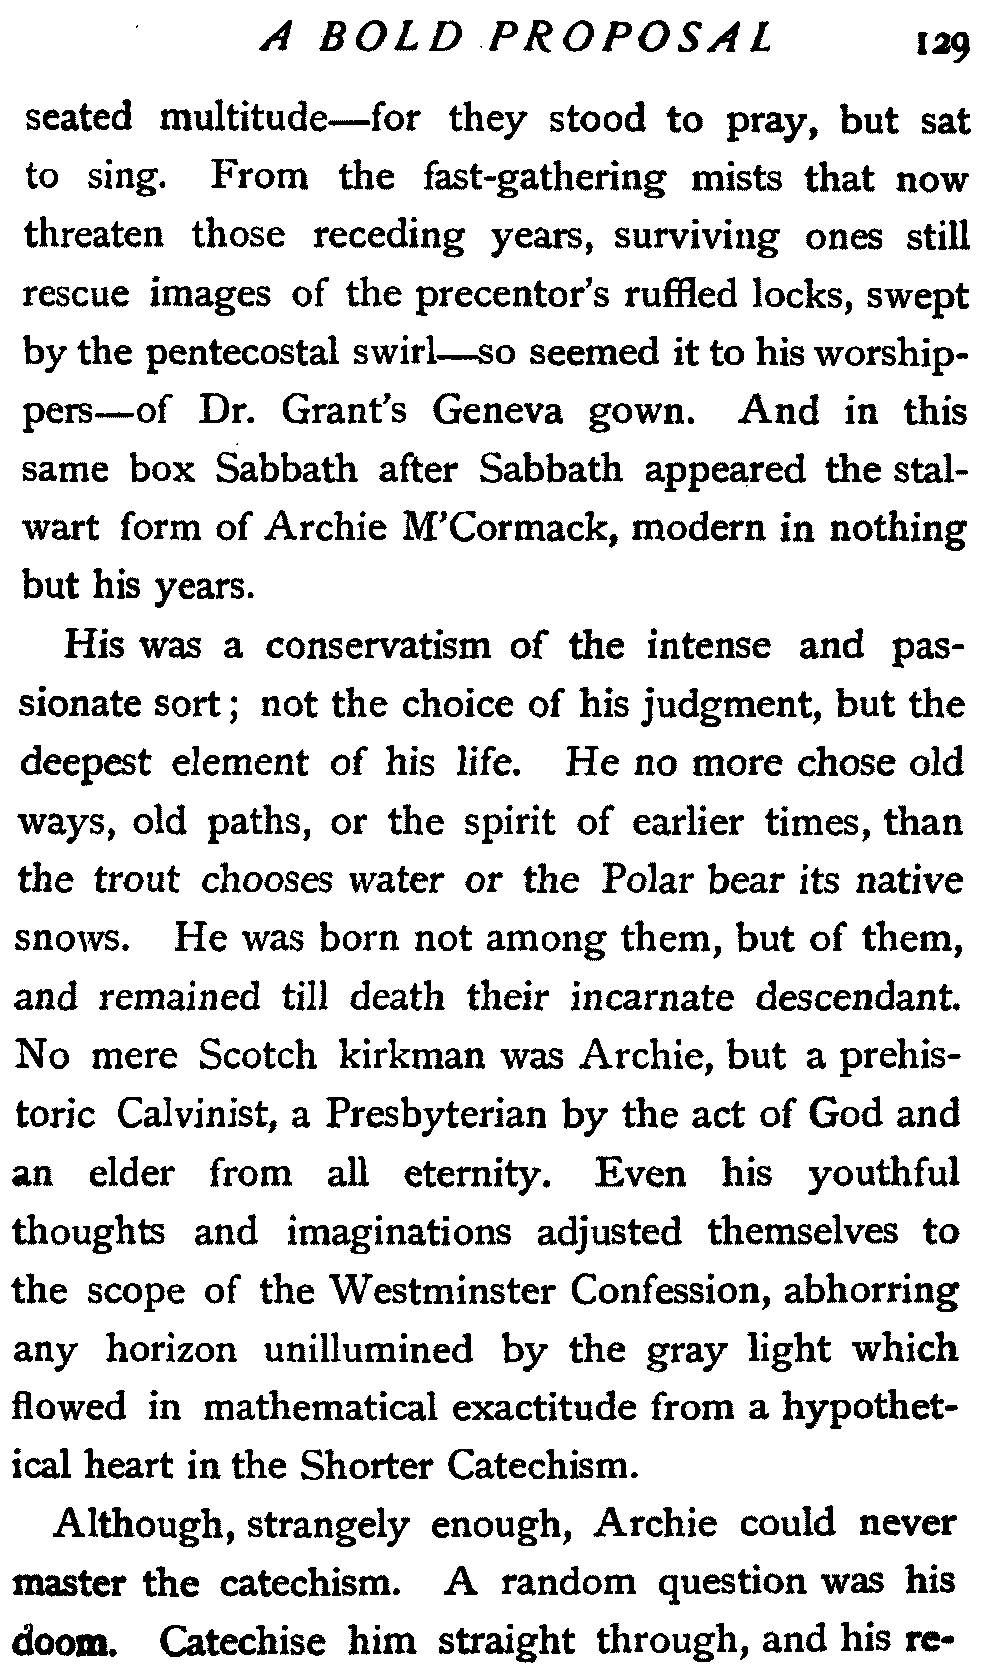 A BOLD PROPOSAL 129
seated multitude—for they stood to pray, but sat
to sing. From the fast-gathering mists that now
threaten those receding years, surviving ones still
rescue images of the precentor's ruffled locks, swept
by the pentecostal swirl—so seemed it to his worship-
pers—of Dr. Grant's Geneva gown. And in this
same box Sabbath after Sabbath appeared the stal-
wart form of Archie M'Cormack, modern in nothing
but his years.
His was a conservatism of the intense and pas-
sionate sort; not the choice of his judgment, but the
deepest element of his life. He no more chose old
ways, old paths, or the spirit of earlier times, than
the trout chooses water or the Polar bear its native
snows. He was born not among them, but of them,
and remained till death their incarnate descendant.
No mere Scotch kirkman was Archie, but a prehis-
toric Calvinist, a Presbyterian by the act of God and
an elder from all eternity. Even his youthful
thoughts and imaginations adjusted themselves to
the scope of the Westminster Confession, abhorring
any horizon unillumined by the gray light which
flowed in mathematical exactitude from a hypothet-
ical heart in the Shorter Catechism.
Although, strangely enough, Archie could never
master the catechism. A random question was his
doom. Catechise him straight through, and his re-